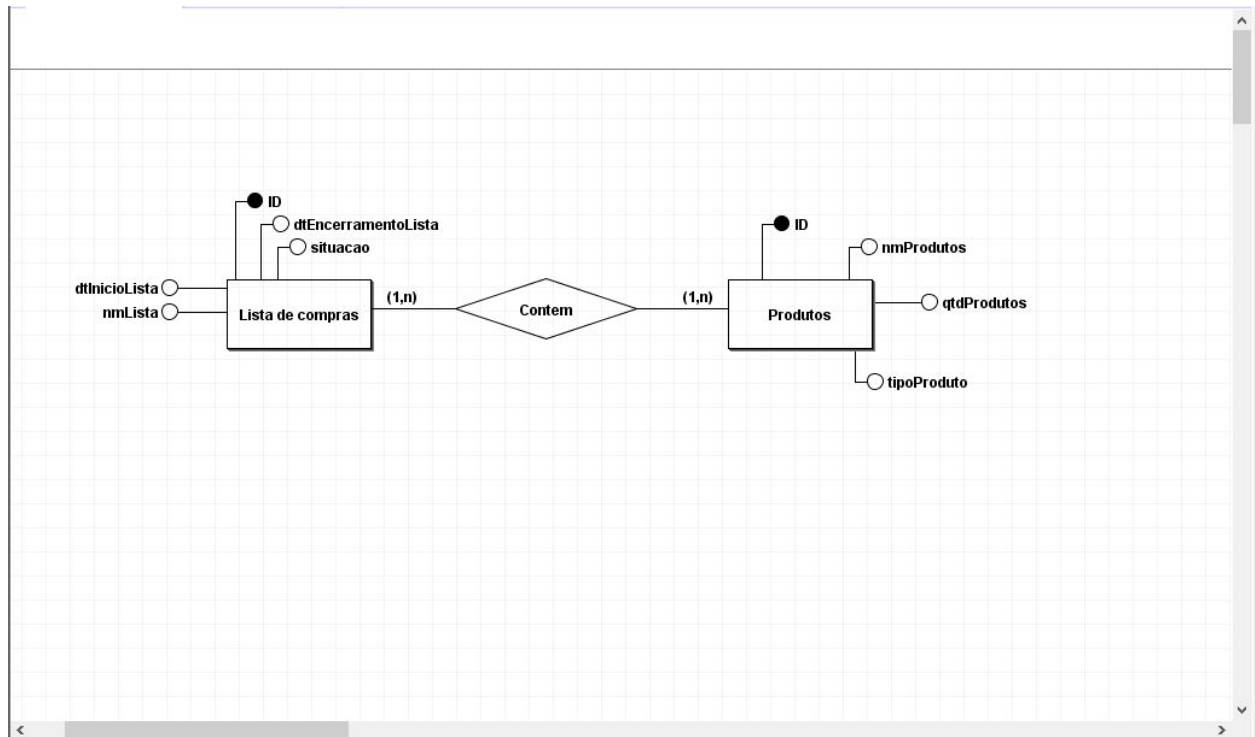 ID
dtEncerramentoLista
situacao
dtInicioLista
nmLista
Lista de compras
(1,n)
Contem
(1,n)
ID
nmProdutos
qtdProdutos
Produtos
tipoProduto